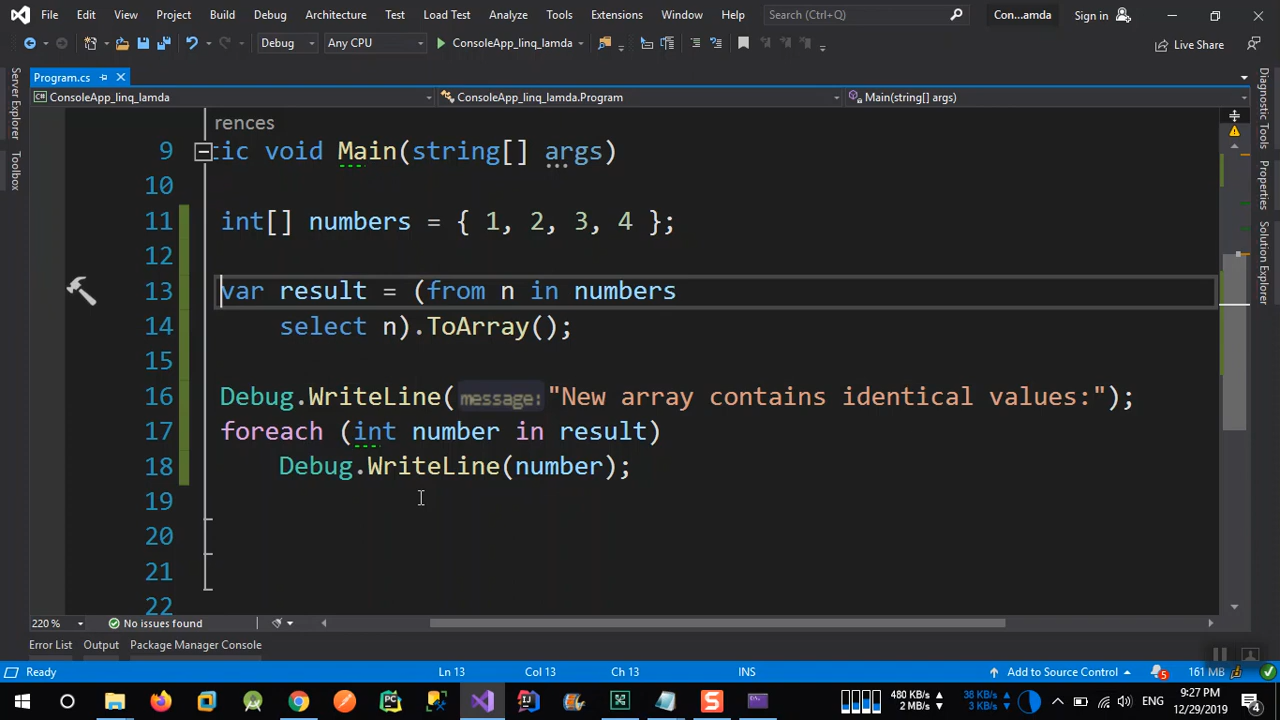 File Edit View Project Build Debug Architecture Test Load Test Analyze Tools Extensions Window Help Search (Ctrl+Q) Con...amda Sign in
Debug Any CPU ConsoleApp_linq_lamda Live Share
Program.cs
ConsoleApp_linq_lamda ConsoleApp_linq_lamda.Program Main(string[] args)
Server Explorer
Toolbox
rences
9 tic void Main(string[] args)
10
11 int[] numbers = { 1, 2, 3, 4 };
12
13 var result = (from n in numbers
14 select n).ToArray();
15
16 Debug.WriteLine(message: "New array contains identical values:");
17 foreach (int number in result)
18 Debug.WriteLine(number);
19
20
21
22
Diagnostic Tools
Properties
Solution Explorer
220 % No issues found
Error List Output Package Manager Console
Ready Ln 13 Col 13 Ch 13 INS Add to Source Control 161 MB
480 KB/s 38 KB/s ENG 9:27 PM
2 MB/s 3 KB/s 12/29/2019 4